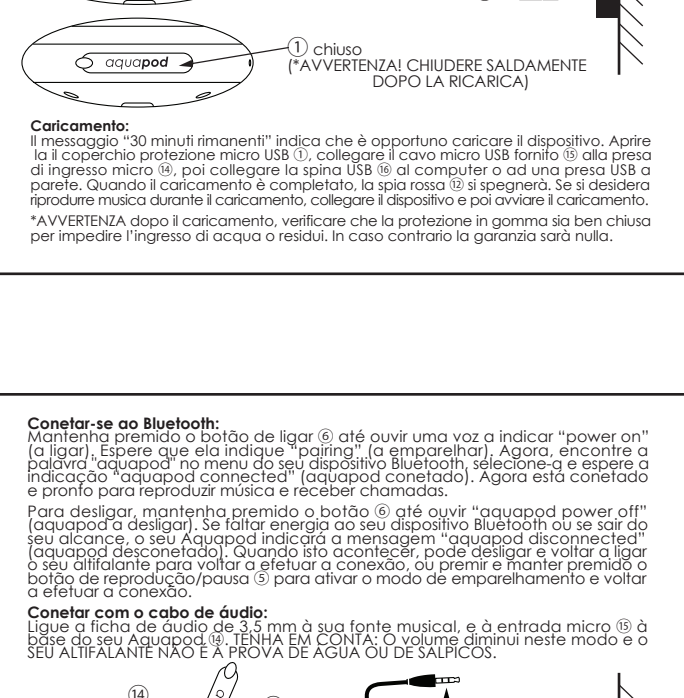 aquapod
① chiuso
(*AVVERTENZA! CHIUDERE SALDAMENTE
DOPO LA RICARICA)
Caricamento:
Il messaggio “30 minuti rimanenti” indica che è opportuno caricare il dispositivo. Aprire
la il coperchio protezione micro USB ①, collegare il cavo micro USB fornito ⑮ alla presa
di ingresso micro ⑭, poi collegare la spina USB ⑯ al computer o ad una presa USB a
parete. Quando il caricamento è completato, la spia rossa ⑫ si spegnerà. Se si desidera
riprodurre musica durante il caricamento, collegare il dispositivo e poi avviare il caricamento.
*AVVERTENZA dopo il caricamento, verificare che la protezione in gomma sia ben chiusa
per impedire l’ingresso di acqua o residui. In caso contrario la garanzia sarà nulla.
Conetar-se ao Bluetooth:
Mantenha premido o botão de ligar ⑥ até ouvir uma voz a indicar “power on”
(a ligar). Espere que ela indique “pairing” (a emparelhar). Agora, encontre a
palavra "aquapod" no menu do seu dispositivo Bluetooth, selecione-a e espere a
indicação “aquapod connected” (aquapod conetado). Agora está conetado
e pronto para reproduzir música e receber chamadas.
Para desligar, mantenha premido o botão ⑥ até ouvir “aquapod power off”
(aquapod a desligar). Se faltar energia ao seu dispositivo Bluetooth ou se sair do
seu alcance, o seu Aquapod indicará a mensagem “aquapod disconnected”
(aquapod desconetado). Quando isto acontecer, pode desligar e voltar a ligar
o seu altifalante para voltar a efetuar a conexão, ou premir e manter premido o
botão de reprodução/pausa ⑤ para ativar o modo de emparelhamento e voltar
a efetuar a conexão.
Conetar com o cabo de áudio:
Ligue a ficha de áudio de 3,5 mm à sua fonte musical, e à entrada micro ⑮ à
base do seu Aquapod ⑭. TENHA EM CONTA: O volume diminui neste modo e o
SEU ALTIFALANTE NÃO É À PROVA DE ÁGUA OU DE SALPICOS.
⑭